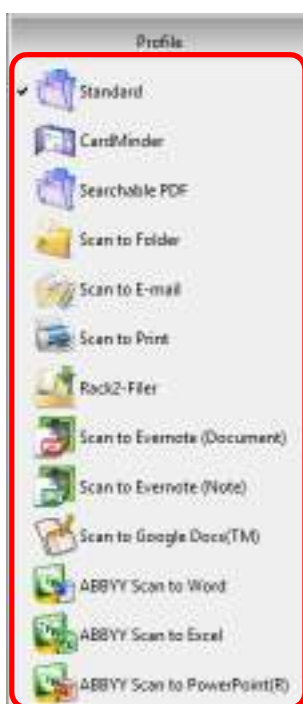 Profile
Standard
CardMinder
Searchable PDF
Scan to Folder
Scan to E-mail
Scan to Print
Rack2-Filer
Scan to Evernote (Document)
Scan to Evernote (Note)
Scan to Google Docs(TM)
ABBYY Scan to Word
ABBYY Scan to Excel
ABBYY Scan to PowerPoint(R)